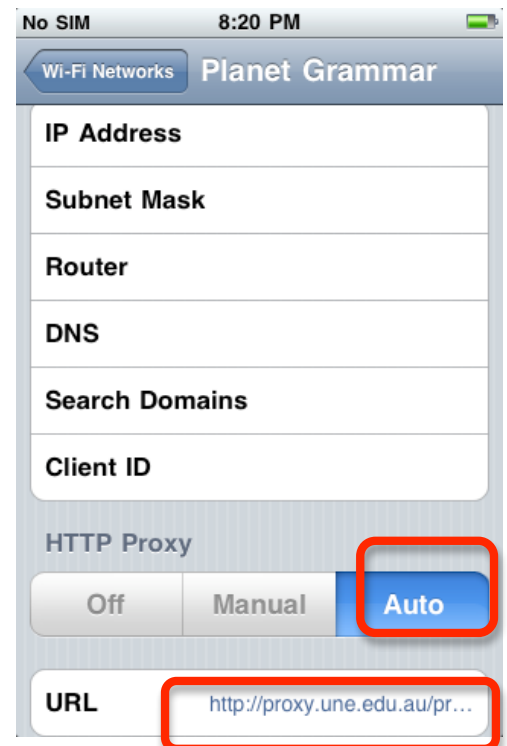 No SIM 8:20 PM
Wi-Fi Networks Planet Grammar
IP Address
Subnet Mask
Router
DNS
Search Domains
Client ID
HTTP Proxy
Off Manual Auto
URL http://proxy.une.edu.au/pr...